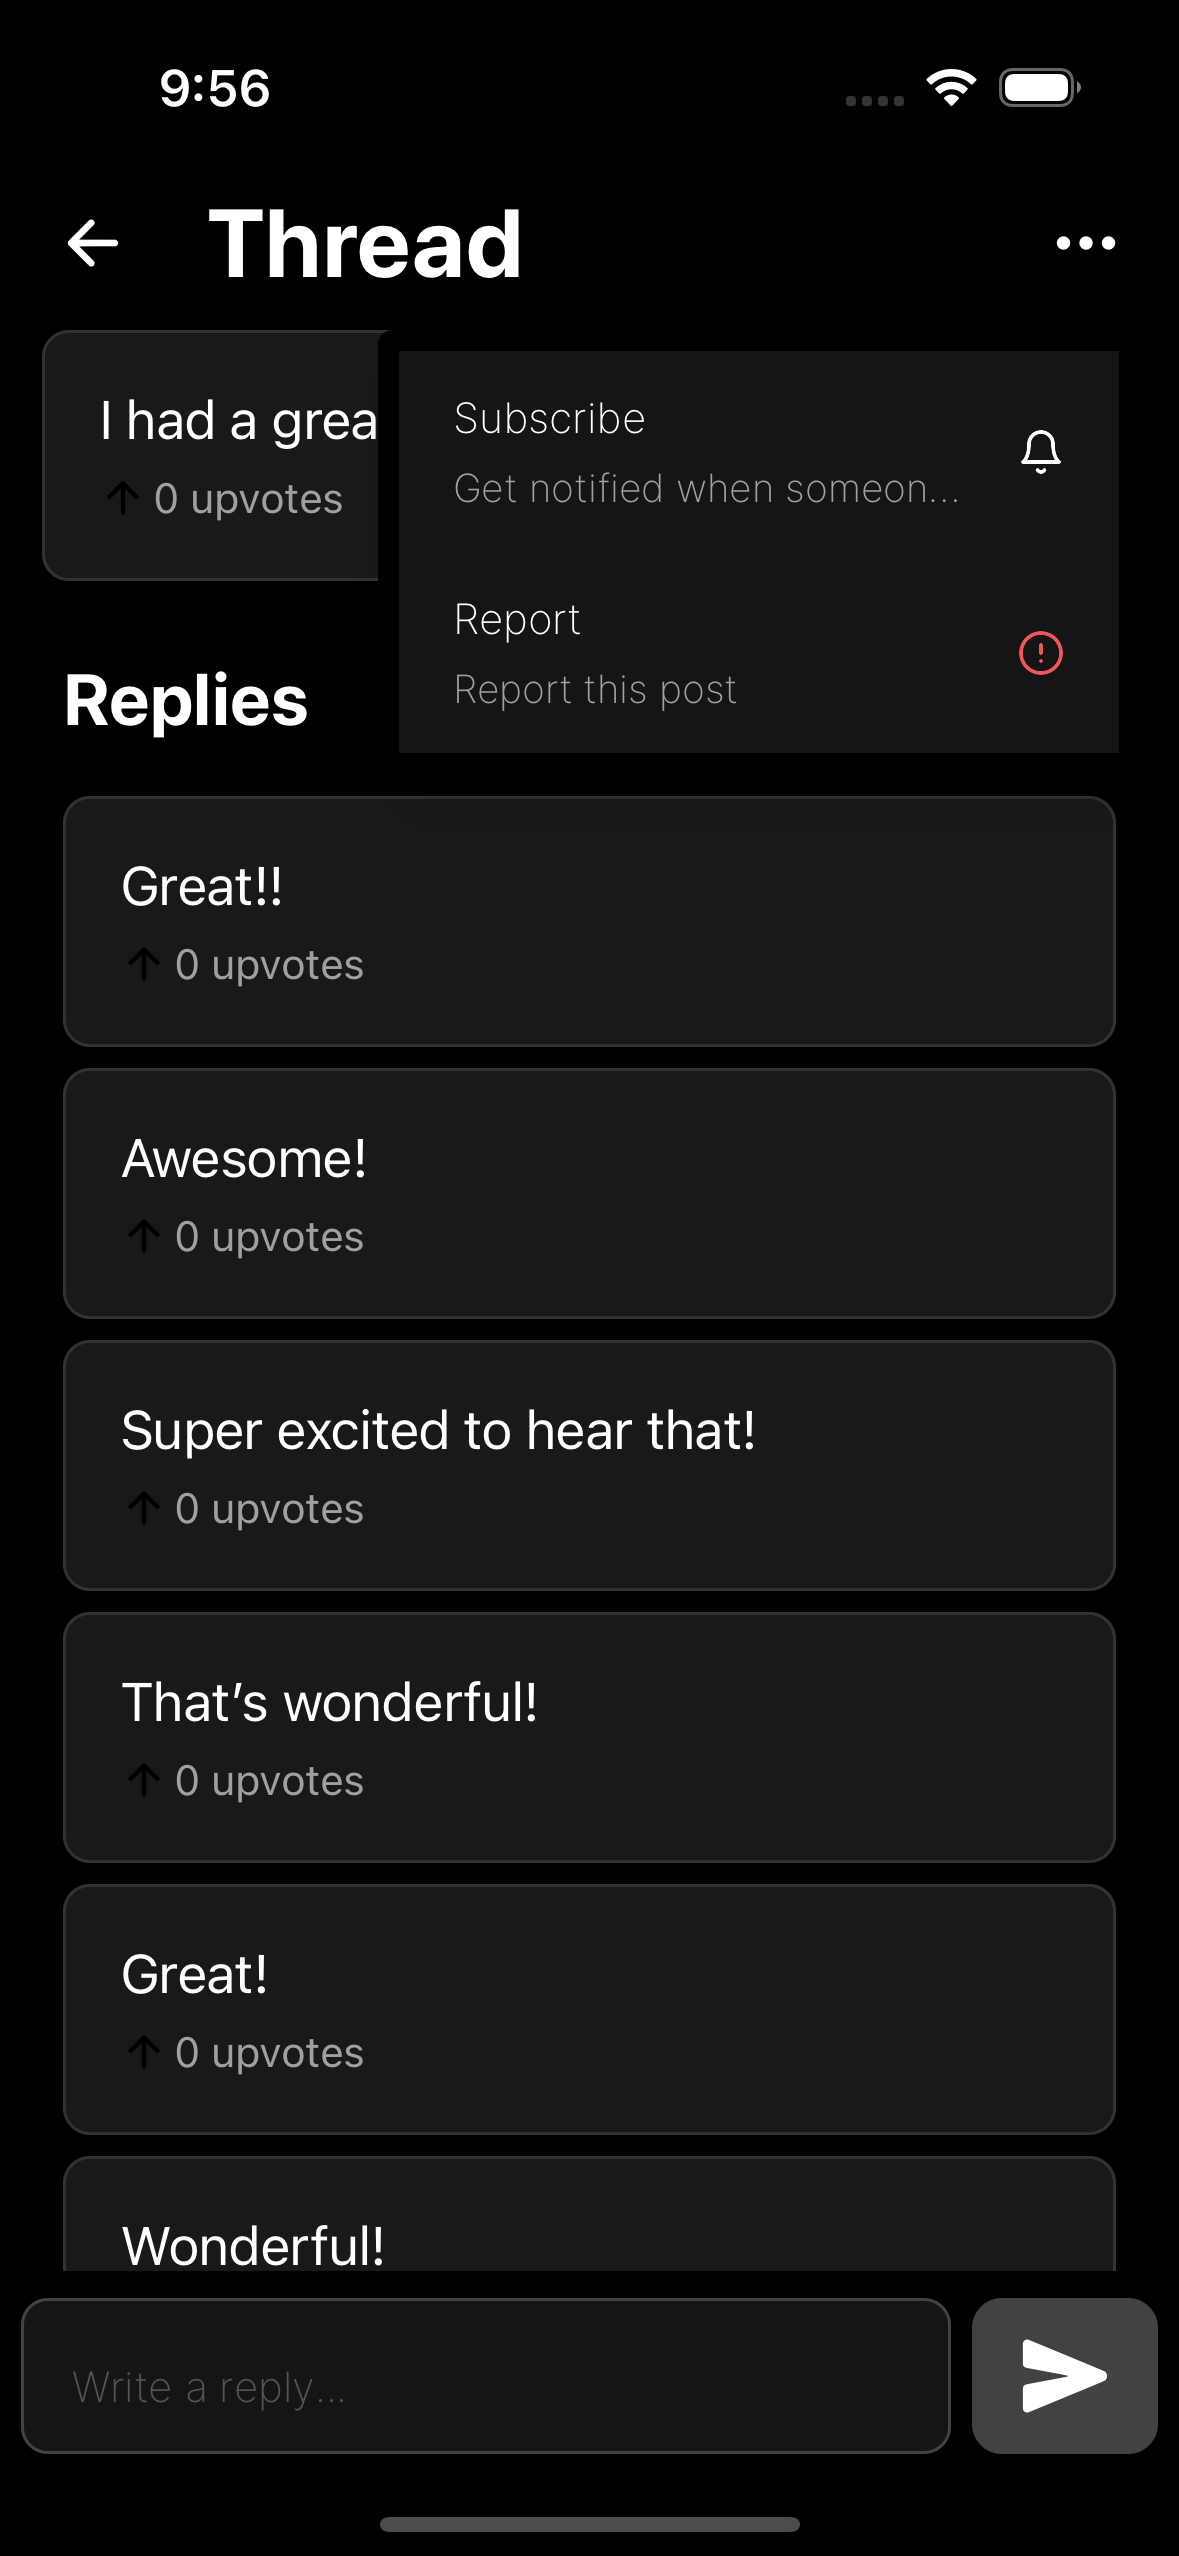 9:56
Thread
I had a grea
0 upvotes
Subscribe
Get notified when someon...
Report
Report this post
Replies
Great!!
0 upvotes
Awesome!
0 upvotes
Super excited to hear that!
0 upvotes
That’s wonderful!
0 upvotes
Great!
0 upvotes
Wonderful!
Write a reply...